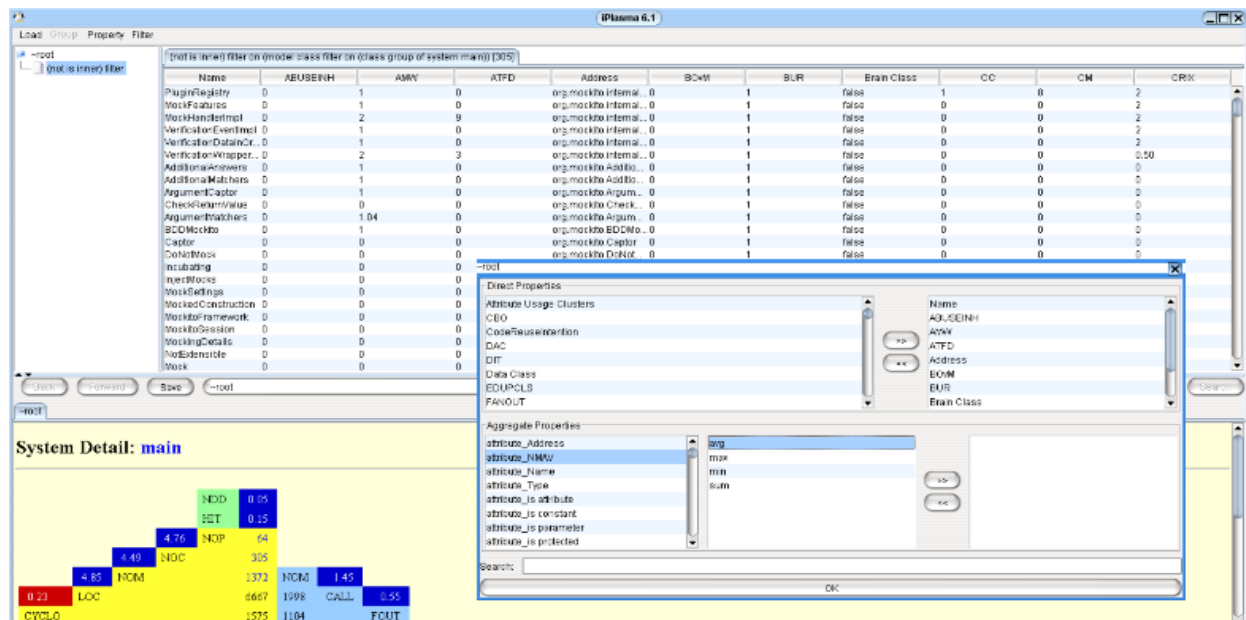 iPlasma 6.1
Load Group Property Filter
~root
(not is inner) filter
(not is inner) filter on (model class filter on (class group of system main)) [305]
Name ABUSEINH AMW ATFD Address BOvM BUR Brain Class CC CM CRIX
PluginRegistry 0 1 0 org.mockito.internal... 0 1 false 1 8 2
MockFeatures 0 1 0 org.mockito.internal... 0 1 false 0 0 2
MockHandlerImpl 0 2 9 org.mockito.internal... 0 1 false 0 0 2
VerificationEventImpl 0 1 0 org.mockito.internal... 0 1 false 0 0 2
VerificationDataInOr... 0 1 0 org.mockito.internal... 0 1 false 0 0 2
VerificationWrapper... 0 2 3 org.mockito.internal... 0 1 false 0 0 0.50
AdditionalAnswers 0 1 0 org.mockito.Additio... 0 1 false 0 0 0
AdditionalMatchers 0 1 0 org.mockito.Additio... 0 1 false 0 0 0
ArgumentCaptor 0 1 0 org.mockito.Argum... 0 1 false 0 0 0
CheckReturnValue 0 0 0 org.mockito.Check... 0 1 false 0 0 0
ArgumentMatchers 0 1.04 0 org.mockito.Argum... 0 1 false 0 0 0
BDDMockito 0 1 0 org.mockito.BDDMo... 0 1 false 0 0 0
Captor 0 0 0 org.mockito.Captor 0 1 false 0 0 0
DoNotMock 0 0 0 org.mockito.DoNot... 0 1 false 0 0 0
Incubating 0 0 0
InjectMocks 0 0 0
MockSettings 0 0 0
MockedConstruction 0 0 0
MockitoFramework 0 0 0
MockitoSession 0 0 0
MockingDetails 0 0 0
NotExtensible 0 0 0
Mock 0 0 0
Back Forward Save ~root
~root
System Detail: main
NDD 0.05
HIT 0.15
4.76 NOP 64
4.49 NOC 305
4.85 NOM 1372 NOM 1.45
0.23 LOC 6667 1998 CALL 0.55
CYCLO 1575 1104 FOUT
~root
Direct Properties
Attribute Usage Clusters
CBO
CodeReuseIntention
DAC
DIT
Data Class
EDUPCLS
FANOUT
>>
<<
Name
ABUSEINH
AMW
ATFD
Address
BOvM
BUR
Brain Class
Aggregate Properties
attribute_Address
attribute_NMAV
attribute_Name
attribute_Type
attribute_is attribute
attribute_is constant
attribute_is parameter
attribute_is protected
avg
max
min
sum
>>
<<
Search:
OK